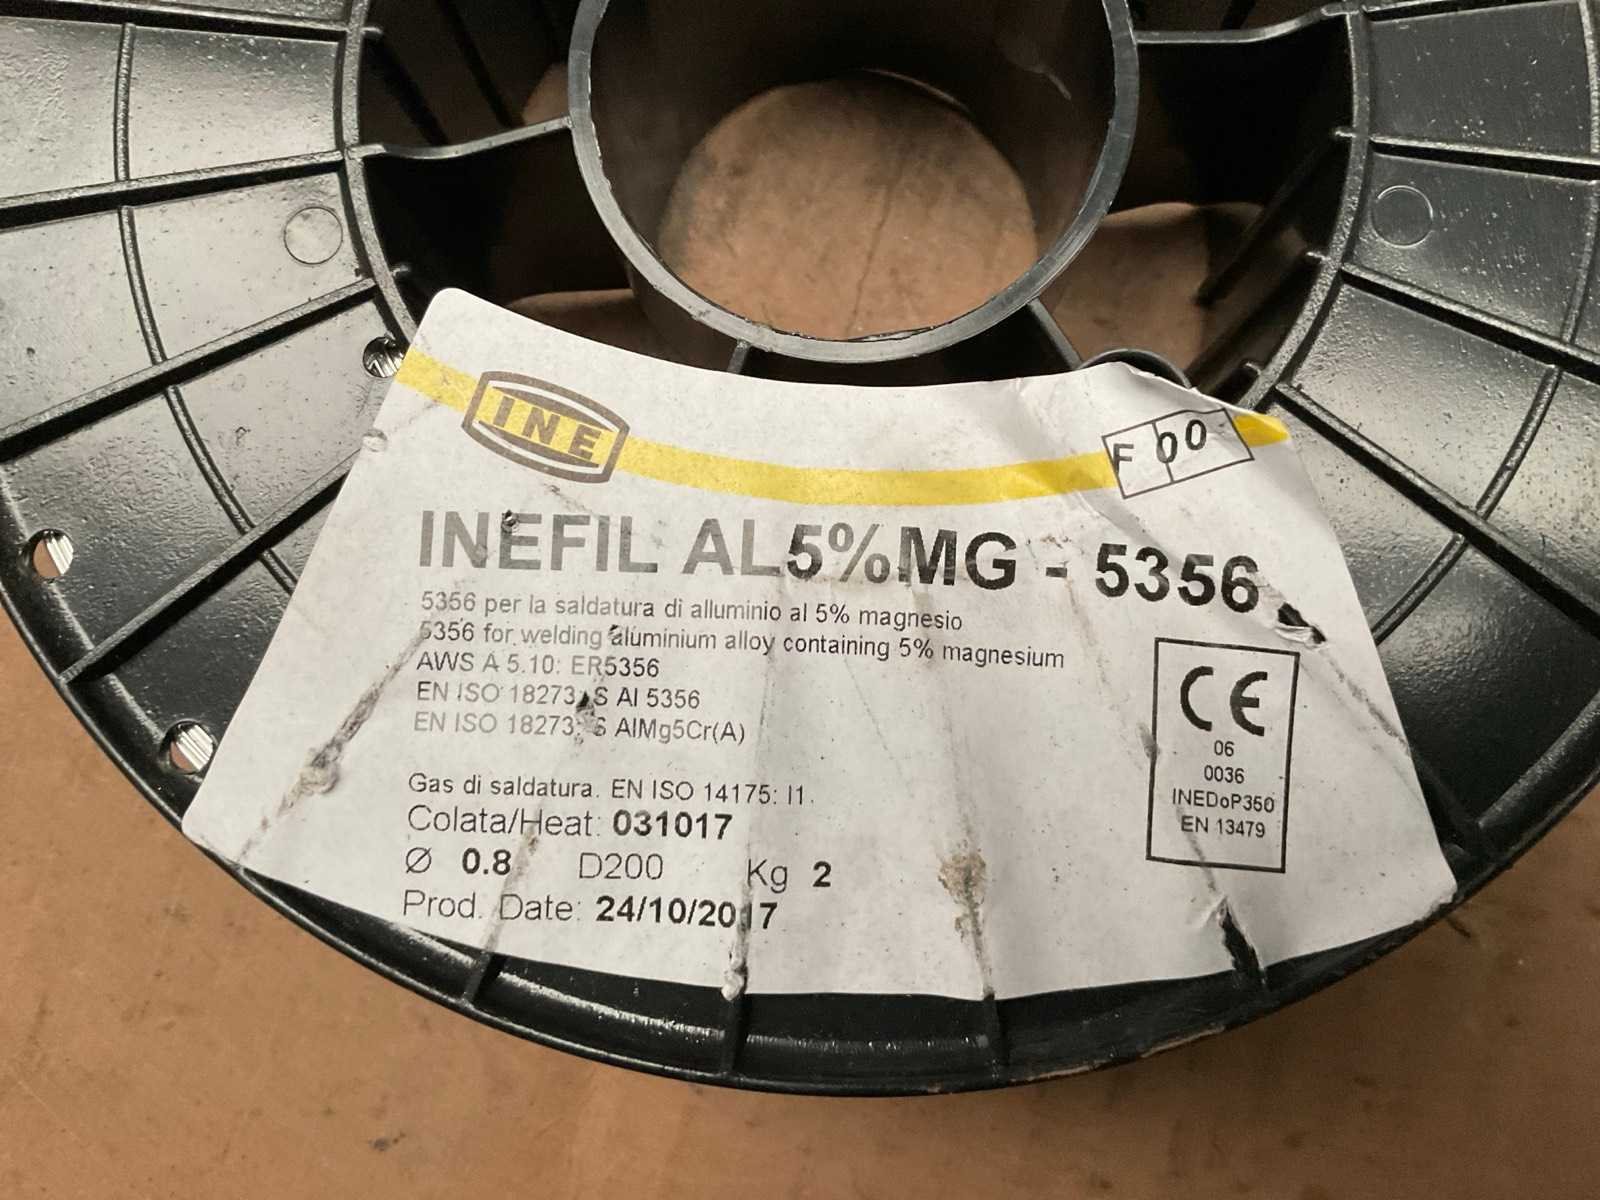 INE
F 00
INEFIL AL5%MG - 5356
5356 per la saldatura di alluminio al 5% magnesio
5356 for welding aluminium alloy containing 5% magnesium
AWS A 5.10: ER5356
EN ISO 18273: S Al 5356
EN ISO 18273: S AlMg5Cr(A)
Gas di saldatura. EN ISO 14175: I1.
Colata/Heat: 031017
Ø 0.8 D200 Kg 2
Prod. Date: 24/10/2017
CE
06
0036
INEDoP350
EN 13479